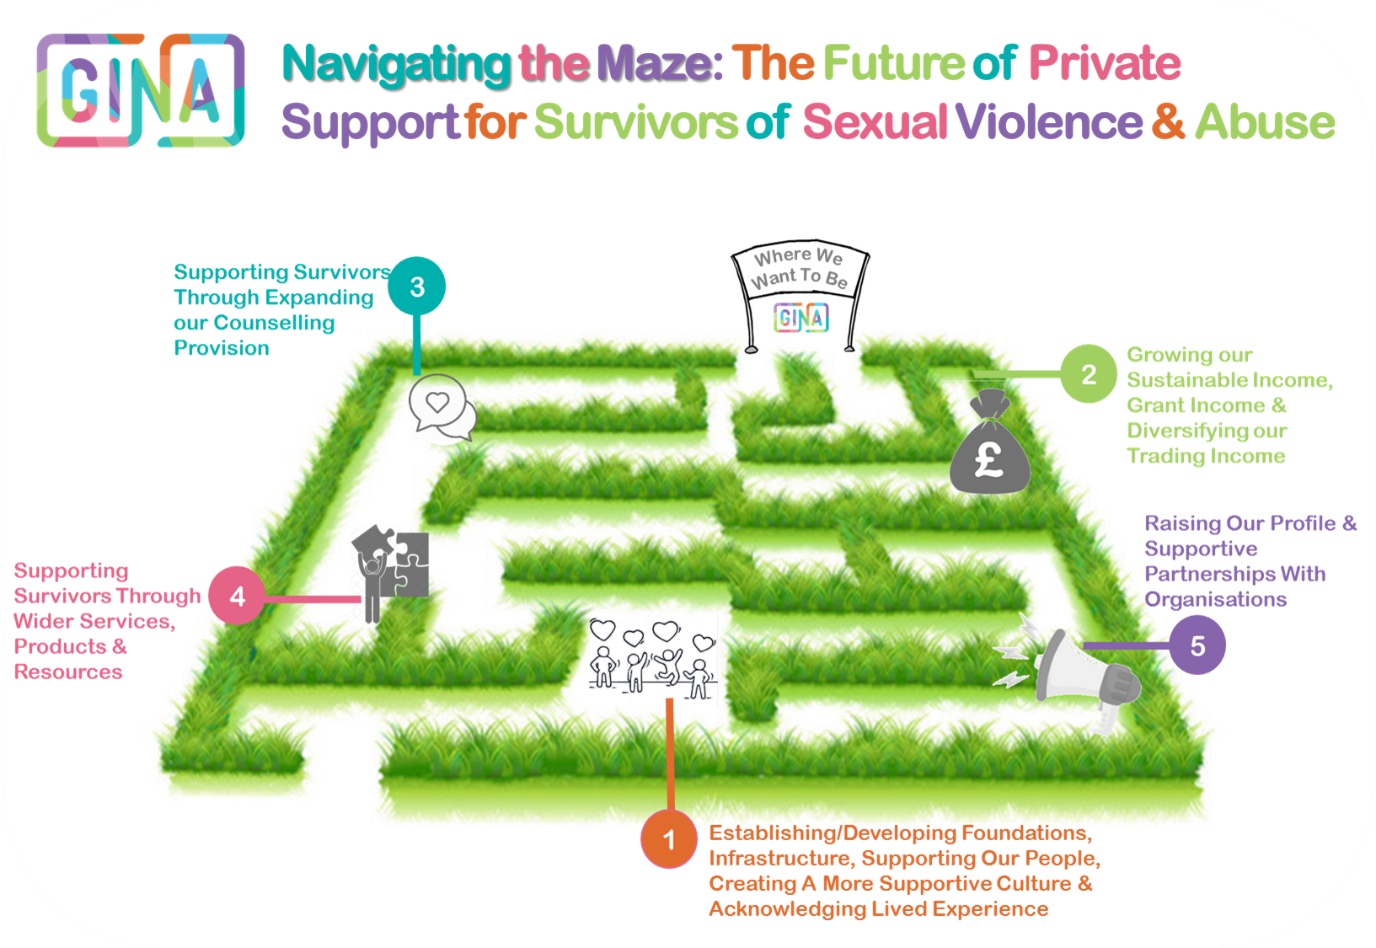 GINA
Navigating the Maze: The Future of Private
Support for Survivors of Sexual Violence & Abuse
Where We
Want To Be
GINA
Supporting Survivors
Through Expanding
our Counselling
Provision
3
2
Growing our
Sustainable Income,
Grant Income &
Diversifying our
Trading Income
£
Raising Our Profile &
Supportive
Partnerships With
Organisations
5
Supporting
Survivors Through
Wider Services,
Products &
Resources
4
1
Establishing/Developing Foundations,
Infrastructure, Supporting Our People,
Creating A More Supportive Culture &
Acknowledging Lived Experience